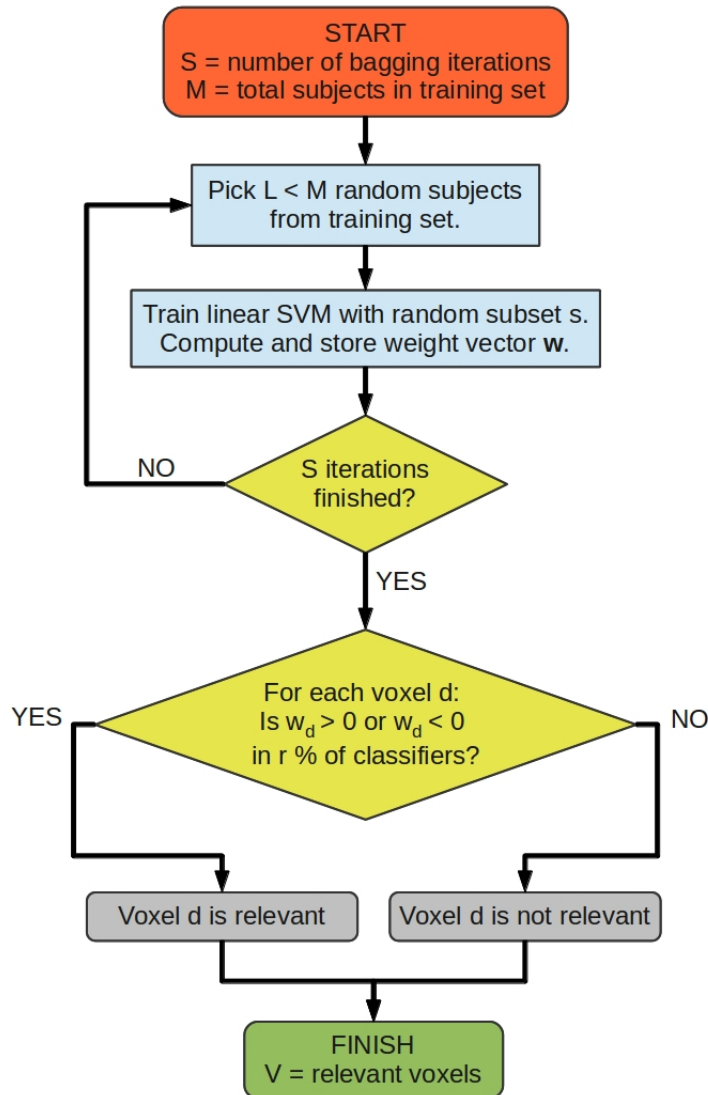 START
S = number of bagging iterations
M = total subjects in training set
Pick L < M random subjects
from training set.
Train linear SVM with random subset s.
Compute and store weight vector w.
NO
S iterations
finished?
YES
For each voxel d:
Is w_d > 0 or w_d < 0
in r % of classifiers?
YES
NO
Voxel d is relevant
Voxel d is not relevant
FINISH
V = relevant voxels